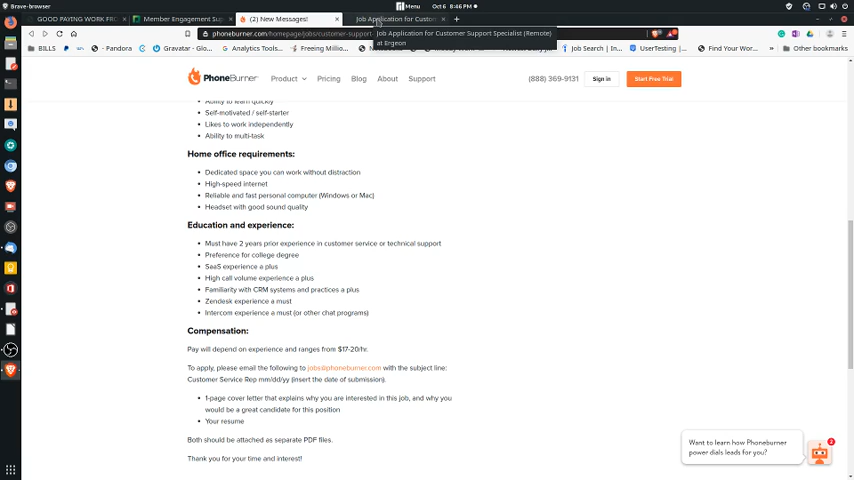 Brave-browser
Menu
Oct 6 8:46 PM
GOOD PAYING WORK FR
Member Engagement Sup
(2) New Messages!
Job Application for Custom
phoneburner.com/homepage/jobs/customer-support-
Job Application for Customer Support Specialist (Remote)
at Ergeon
BILLS
Pandora
Gravatar - Glo...
Freeing Million...
Job Search | In...
UserTesting |...
Find Your Wor...
Other bookmarks
PhoneBurner
Product
Pricing
Blog
About
Support
(888) 369-9131
Sign in
Start Free Trial
Ability to learn quickly
Self-motivated / self-starter
Likes to work independently
Ability to multi-task
Home office requirements:
Dedicated space you can work without distraction
High-speed internet
Reliable and fast personal computer (Windows or Mac)
Headset with good sound quality
Education and experience:
Must have 2 years prior experience in customer service or technical support
Preference for college degree
SaaS experience a plus
High call volume experience a plus
Familiarity with CRM systems and practices a plus
Zendesk experience a must
Intercom experience a must (or other chat programs)
Compensation:
Pay will depend on experience and ranges from $17-20/hr.
To apply, please email the following to jobs@phoneburner.com with the subject line:
Customer Service Rep mm/dd/yy (insert the date of submission).
1-page cover letter that explains why you are interested in this job, and why you
would be a great candidate for this position
Your resume
Both should be attached as separate PDF files.
Thank you for your time and interest!
Want to learn how Phoneburner
power dials leads for you?
2